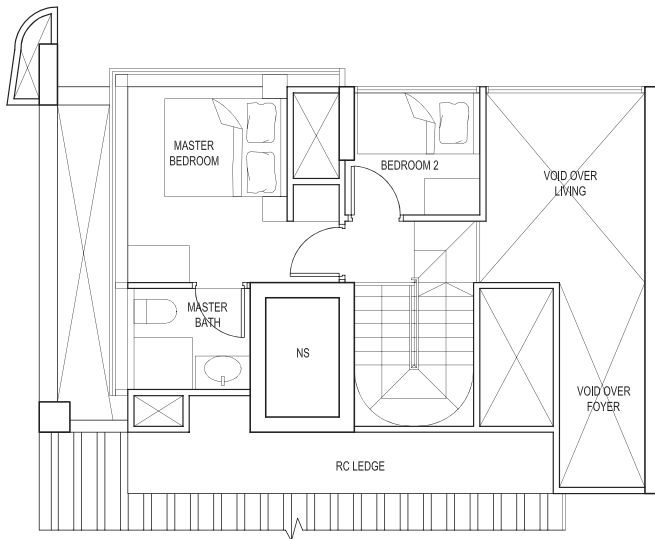 MASTER
BEDROOM
BEDROOM 2
VOID OVER
LIVING
MASTER
BATH
NS
VOID OVER
FOYER
RC LEDGE